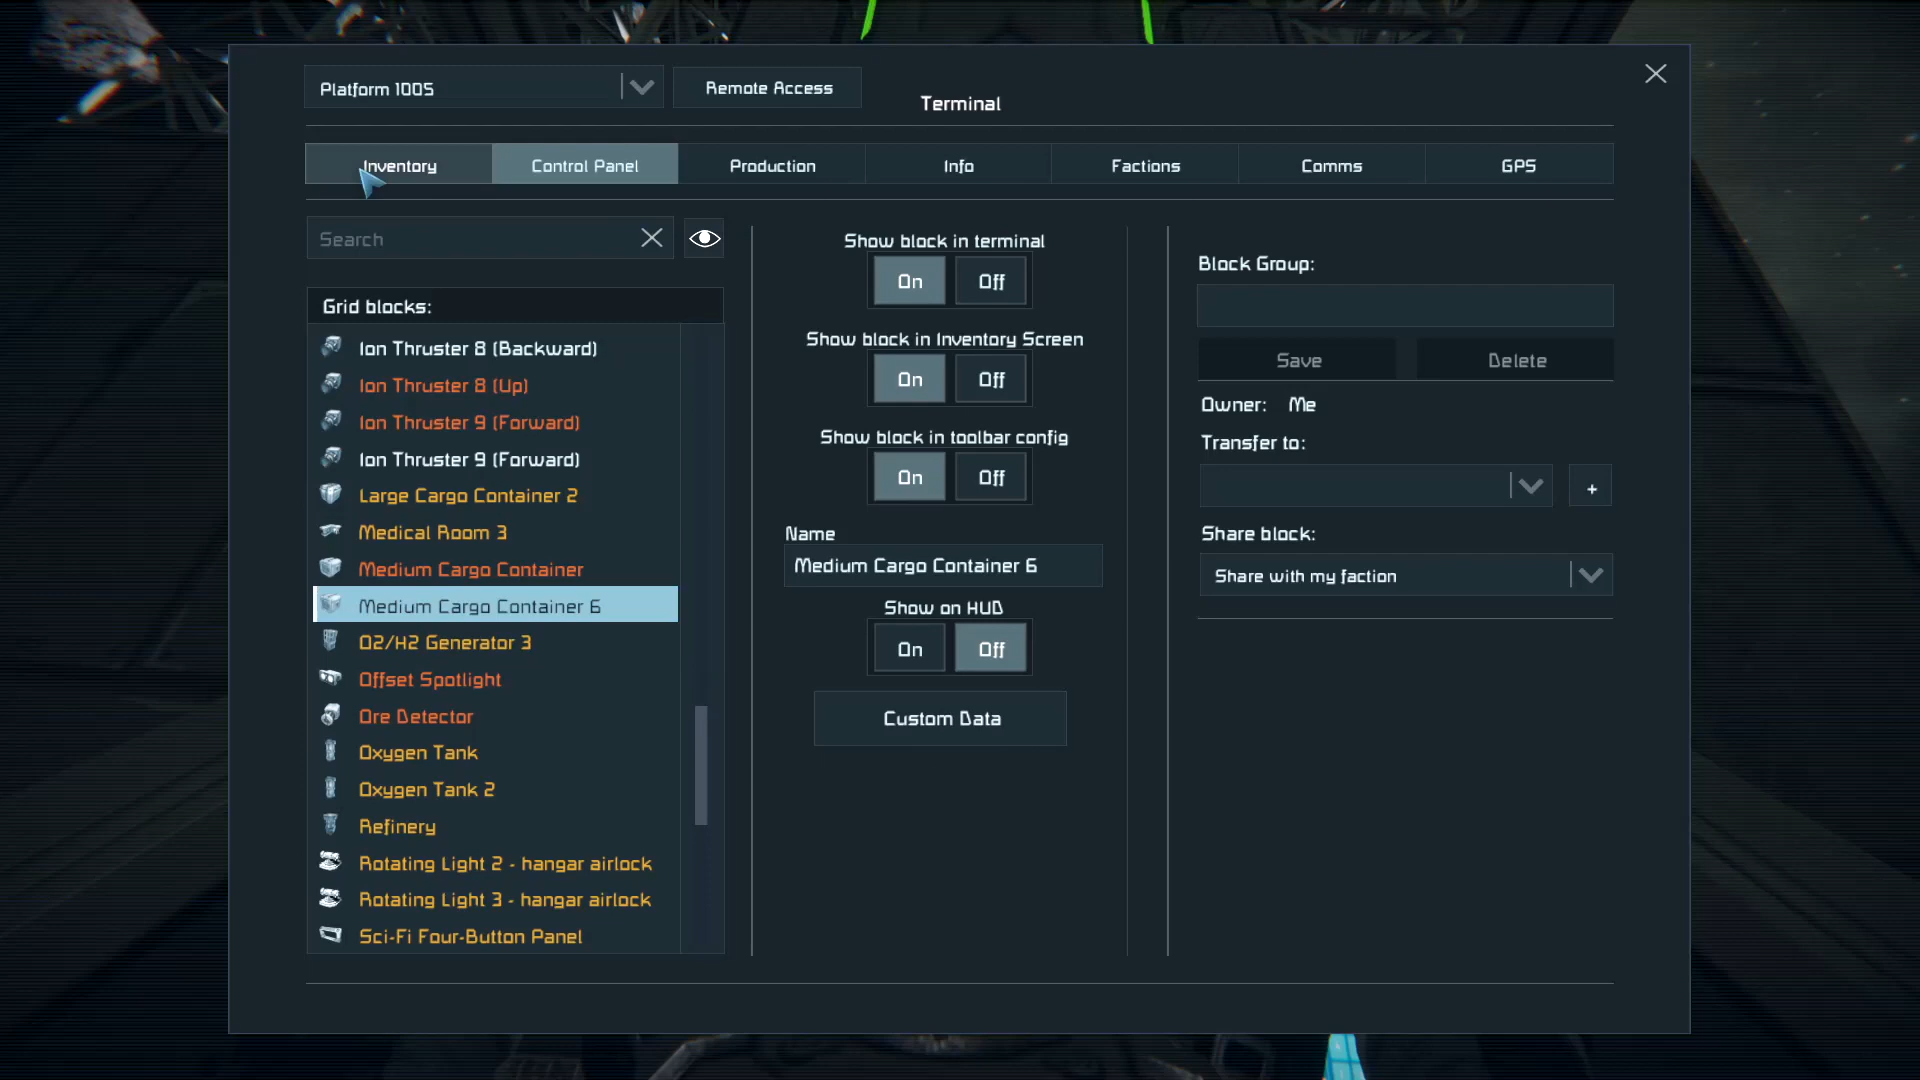 Platform 1005
Remote Access
Terminal
Inventory
Control Panel
Production
Info
Factions
Comms
GPS
Search
Grid blocks:
Ion Thruster 8 (Backward)
Ion Thruster 8 (Up)
Ion Thruster 9 (Forward)
Ion Thruster 9 (Forward)
Large Cargo Container 2
Medical Room 3
Medium Cargo Container
Medium Cargo Container 6
O2/H2 Generator 3
Offset Spotlight
Ore Detector
Oxygen Tank
Oxygen Tank 2
Refinery
Rotating Light 2 - hangar airlock
Rotating Light 3 - hangar airlock
Sci-Fi Four-Button Panel
Show block in terminal
On Off
Show block in Inventory Screen
On Off
Show block in toolbar config
On Off
Name
Medium Cargo Container 6
Show on HUD
On Off
Custom Data
Block Group:
Save Delete
Owner: Me
Transfer to:
+
Share block:
Share with my faction